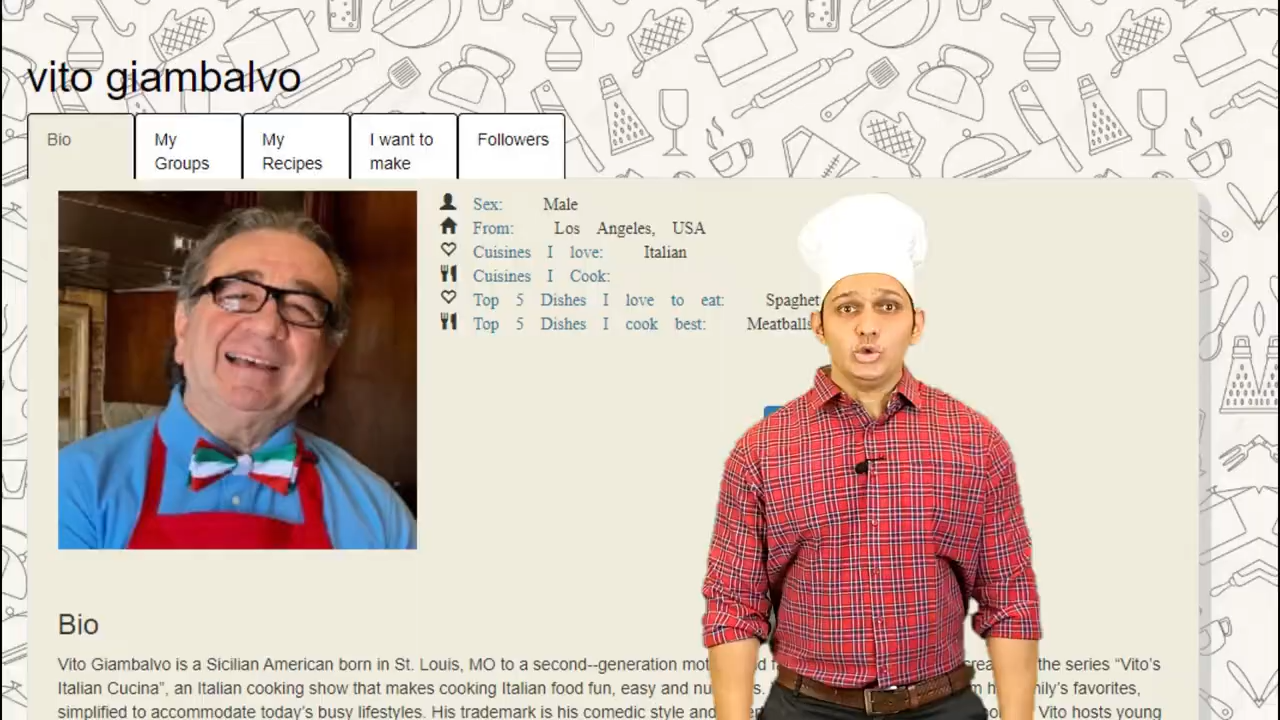 vito giambalvo
Bio
My Groups
My Recipes
I want to make
Followers
Sex: Male
From: Los Angeles, USA
Cuisines I love: Italian
Cuisines I Cook:
Top 5 Dishes I love to eat: Spaghet
Top 5 Dishes I cook best: Meatballs
Bio
Vito Giambalvo is a Sicilian American born in St. Louis, MO to a second--generation mot the series “Vito’s
Italian Cucina”, an Italian cooking show that makes cooking Italian food fun, easy and nu favorites,
simplified to accommodate today’s busy lifestyles. His trademark is his comedic style and Vito hosts young